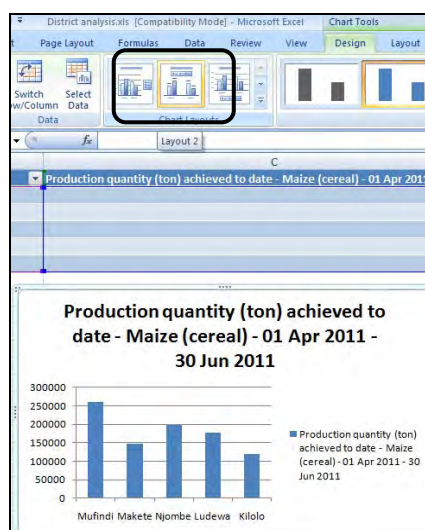 District analysis.xls [Compatibility Mode] - Microsoft Excel Chart Tools
Page Layout Formulas Data Review View Design Layout
Switch Select
Data
Data Chart Layouts
fx Layout 2
C
Production quantity (ton) achieved to date - Maize (cereal) - 01 Apr 2011
Production quantity (ton) achieved to
date - Maize (cereal) - 01 Apr 2011 -
30 Jun 2011
300000
250000
200000
150000
100000
50000
0
Mufindi Makete Njombe Ludewa Kilolo
Production quantity (ton)
achieved to date - Maize
(cereal) - 01 Apr 2011 - 30
Jun 2011